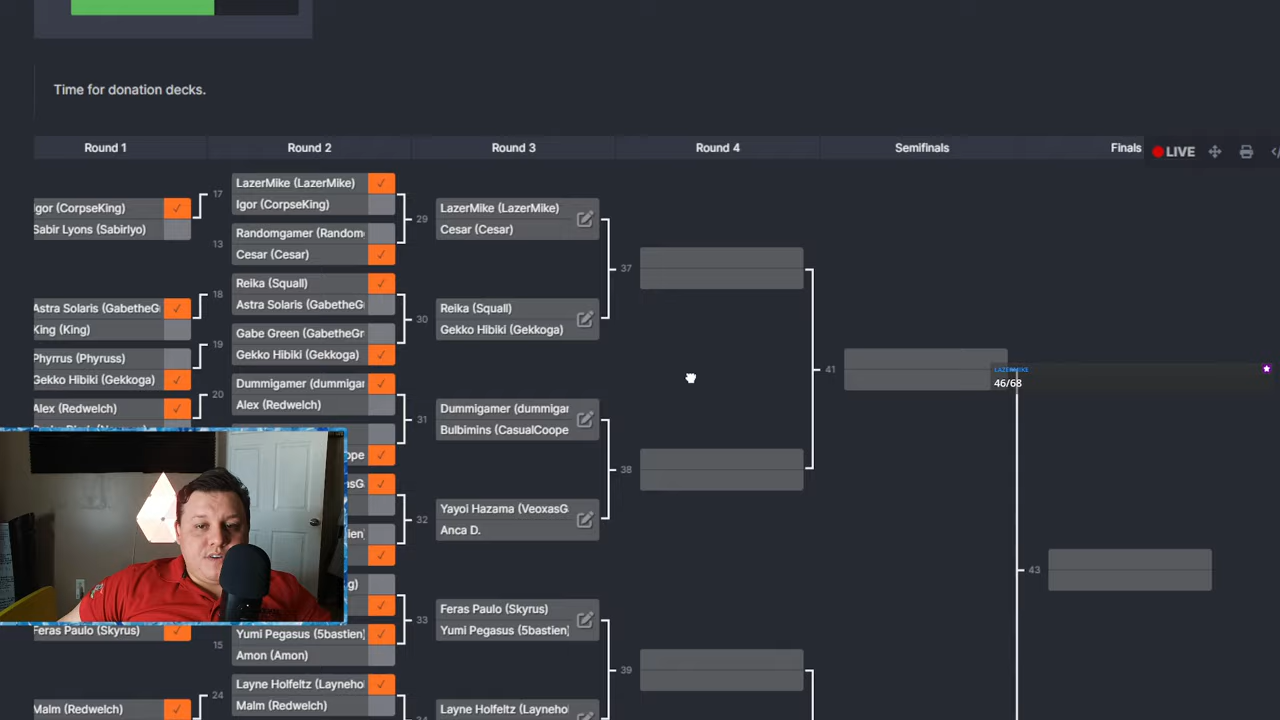 Time for donation decks.
Round 1
Round 2
Round 3
Round 4
Semifinals
Finals
LIVE
Igor (CorpseKing)
Sabir Lyons (Sabirlyo)
Astra Solaris (GabetheG
King (King)
Phyrrus (Phyruss)
Gekko Hibiki (Gekkoga)
Alex (Redwelch)
Feras Paulo (Skyrus)
Malm (Redwelch)
17
LazerMike (LazerMike)
Igor (CorpseKing)
13
Randomgamer (Random
Cesar (Cesar)
18
Reika (Squall)
Astra Solaris (GabetheG
19
Gabe Green (GabetheGr
Gekko Hibiki (Gekkoga)
20
Dummigamer (dummigar
Alex (Redwelch)
ope
sG
ien)
g)
15
Yumi Pegasus (5bastien)
Amon (Amon)
24
Layne Holfeltz (Layneho
Malm (Redwelch)
29
LazerMike (LazerMike)
Cesar (Cesar)
30
Reika (Squall)
Gekko Hibiki (Gekkoga)
31
Dummigamer (dummigar
Bulbimins (CasualCoope
32
Yayoi Hazama (VeoxasG
Anca D.
33
Feras Paulo (Skyrus)
Yumi Pegasus (5bastien)
Layne Holfeltz (Layneho
37
38
39
41
LAZERMIKE
46/68
43